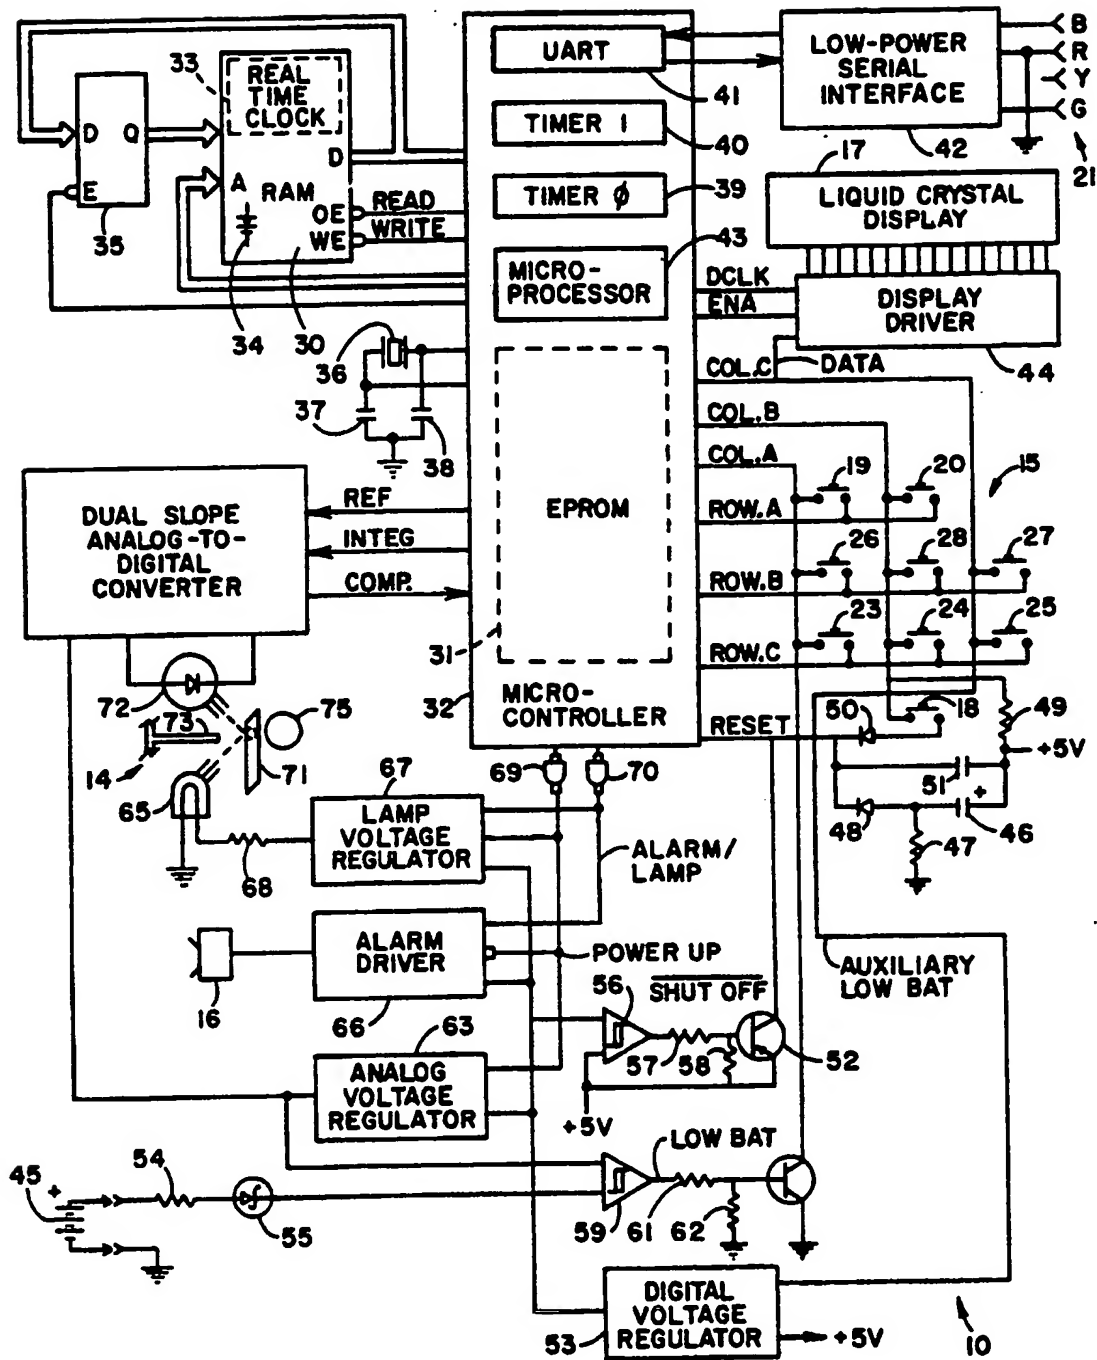 33
REAL
TIME
CLOCK
D
Q
E
35
D
A
RAM
OE
READ
WE
WRITE
34
30
36
37
38
UART
41
TIMER 1
40
TIMER Ø
39
43
MICRO-
PROCESSOR
EPROM
31
32
MICRO-
CONTROLLER
LOW-POWER
SERIAL
INTERFACE
42
B
R
Y
G
21
17
LIQUID CRYSTAL
DISPLAY
DCLK
ENA
DISPLAY
DRIVER
44
COL.C
DATA
COL.B
COL.A
19
20
15
ROW.A
26
28
27
ROW.B
23
24
25
ROW.C
RESET
50
18
49
+5V
51
+
48
47
46
DUAL SLOPE
ANALOG-TO-
DIGITAL
CONVERTER
REF
INTEG
COMP.
72
73
75
14
71
65
68
67
LAMP
VOLTAGE
REGULATOR
69
70
ALARM/
LAMP
ALARM
DRIVER
66
16
POWER UP
AUXILIARY
LOW BAT
SHUT OFF
56
57
58
52
+5V
63
ANALOG
VOLTAGE
REGULATOR
LOW BAT
59
61
62
45
+
54
55
DIGITAL
VOLTAGE
REGULATOR
53
+5V
10